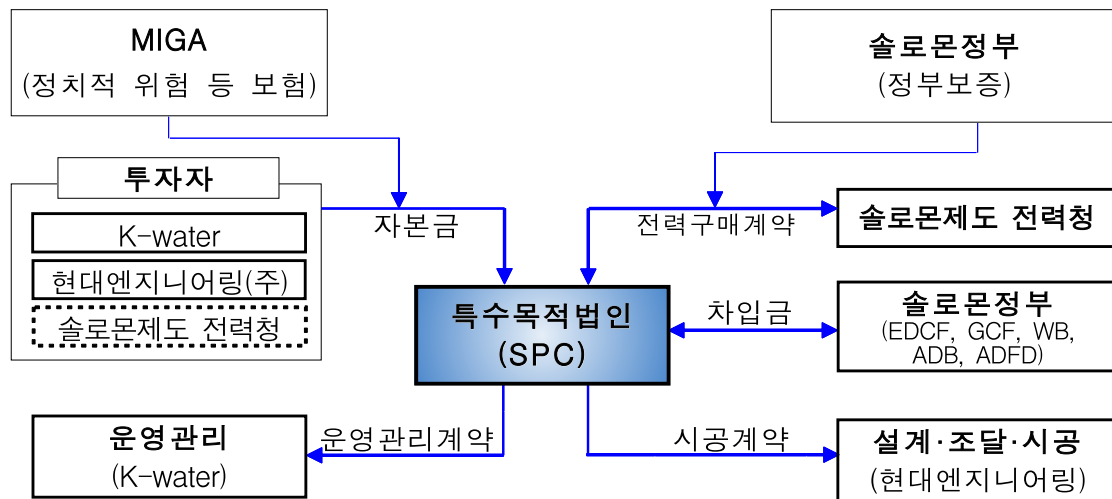 MIGA
(정치적 위험 등 보험)
솔로몬정부
(정부보증)
투자자
K-water
현대엔지니어링(주)
솔로몬제도 전력청
자본금
전력구매계약
솔로몬제도 전력청
특수목적법인
(SPC)
차입금
솔로몬정부
(EDCF, GCF, WB,
ADB, ADFD)
운영관리
(K-water)
운영관리계약
시공계약
설계·조달·시공
(현대엔지니어링)